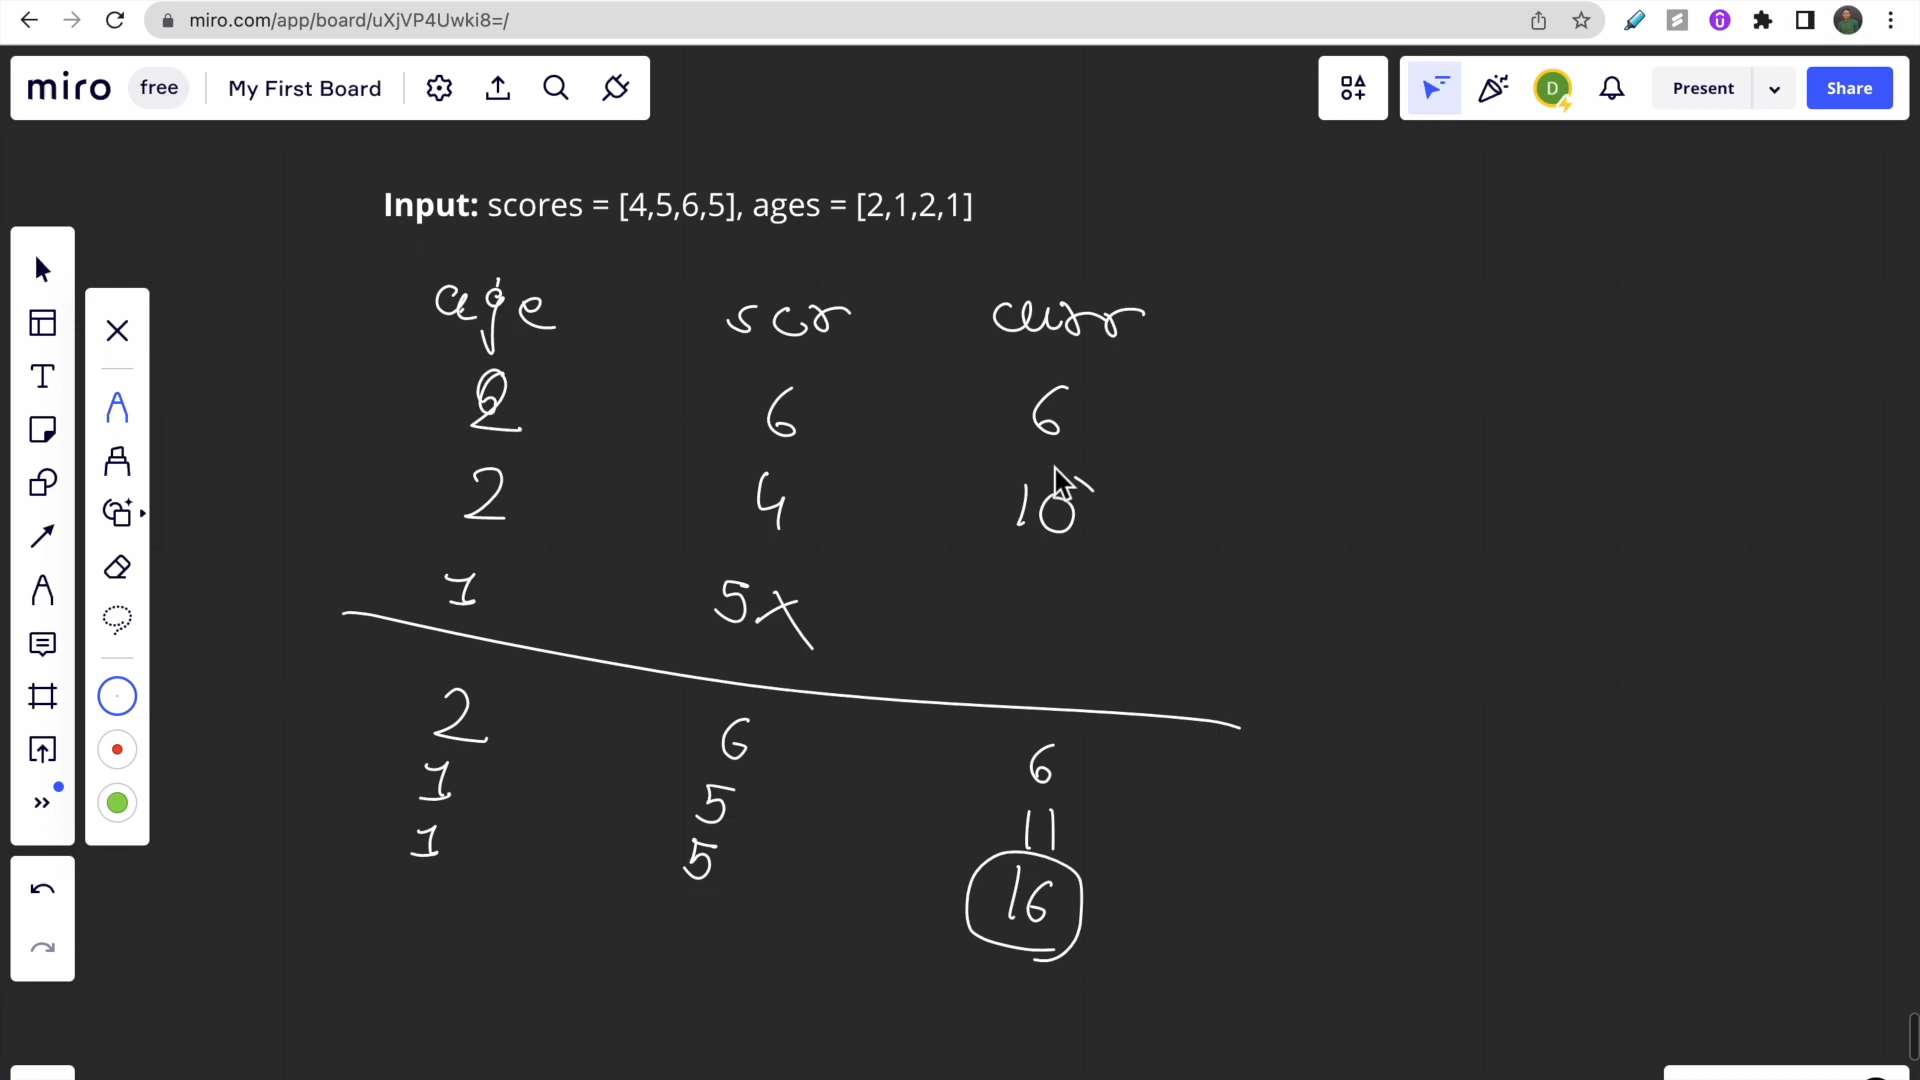 miro.com/app/board/uXjVP4Uwki8=/
miro free My First Board D Present Share
Input: scores = [4,5,6,5], ages = [2,1,2,1]
age scr curr
2 6 6
2 4 10
1 5 X
2 6 6
1 5 11
1 5 16